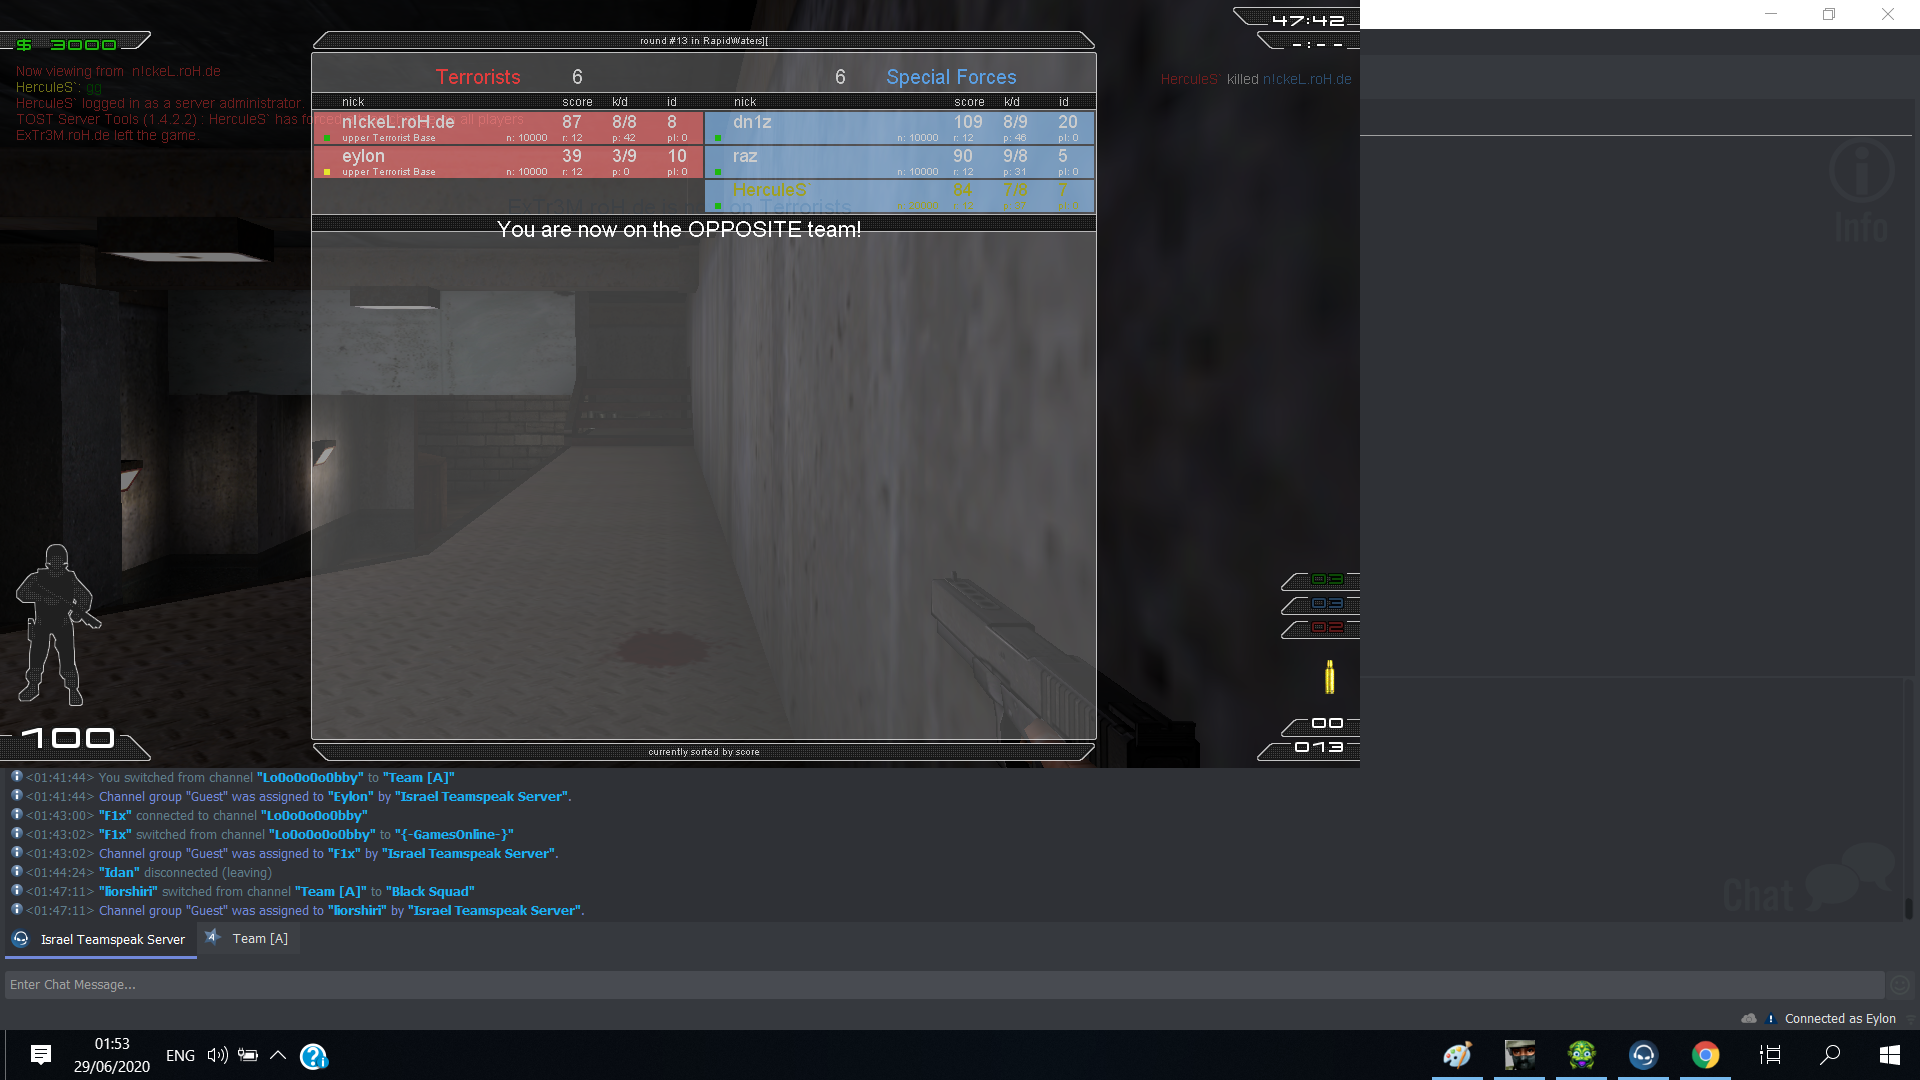 $ 3000
Now viewing from n!ckeL.roH.de
HerculeS`: gg
HerculeS` logged in as a server administrator.
TOST Server Tools (1.4.2.2) : HerculeS` has forced all players
ExTr3M.roH.de left the game.
round #13 in RapidWaters][
Terrorists 6 6 Special Forces
nick score k/d id nick score k/d id
n!ckeL.roH.de 87 8/8 8 dn1z 109 8/9 20
upper Terrorist Base n: 10000 r: 12 p: 42 pl: 0 n: 10000 r: 12 p: 46 pl: 0
eylon 39 3/9 10 raz 90 9/8 5
upper Terrorist Base n: 10000 r: 12 p: 0 pl: 0 n: 10000 r: 12 p: 31 pl: 0
HerculeS` 84 7/8 7
ExTr3M.roH.de is on Terrorists
You are now on the OPPOSITE team!
currently sorted by score
47:42
-:--
HerculeS` killed n!ckeL.roH.de
Info
03
03
02
00
013
100
<01:41:44> You switched from channel "Lo0o0o0o0bby" to "Team [A]"
<01:41:44> Channel group "Guest" was assigned to "Eylon" by "Israel Teamspeak Server".
<01:43:00> "F1x" connected to channel "Lo0o0o0o0bby"
<01:43:02> "F1x" switched from channel "Lo0o0o0o0bby" to "{-GamesOnline-}"
<01:43:02> Channel group "Guest" was assigned to "F1x" by "Israel Teamspeak Server".
<01:44:24> "Idan" disconnected (leaving)
<01:47:11> "liorshiri" switched from channel "Team [A]" to "Black Squad"
<01:47:11> Channel group "Guest" was assigned to "liorshiri" by "Israel Teamspeak Server".
Chat
Israel Teamspeak Server Team [A]
Enter Chat Message...
Connected as Eylon
01:53
29/06/2020
ENG